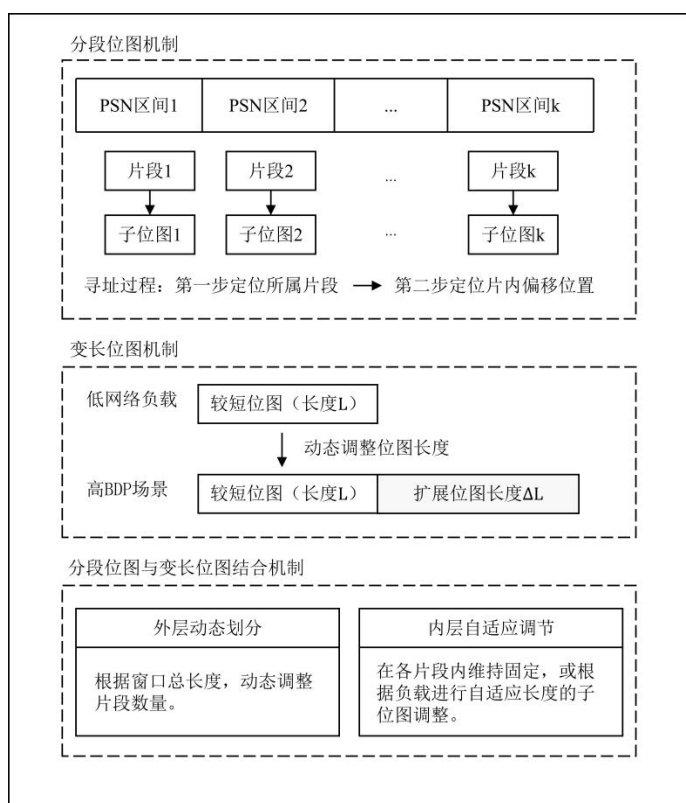 分段位图机制
PSN区间1 PSN区间2 ... PSN区间k
片段1 片段2 ... 片段k
子位图1 子位图2 ... 子位图k
寻址过程：第一步定位所属片段 → 第二步定位片内偏移位置
变长位图机制
低网络负载 较短位图（长度L）
动态调整位图长度
高BDP场景 较短位图（长度L） 扩展位图长度ΔL
分段位图与变长位图结合机制
外层动态划分
根据窗口总长度，动态调整
片段数量。
内层自适应调节
在各片段内维持固定，或根
据负载进行自适应长度的子
位图调整。